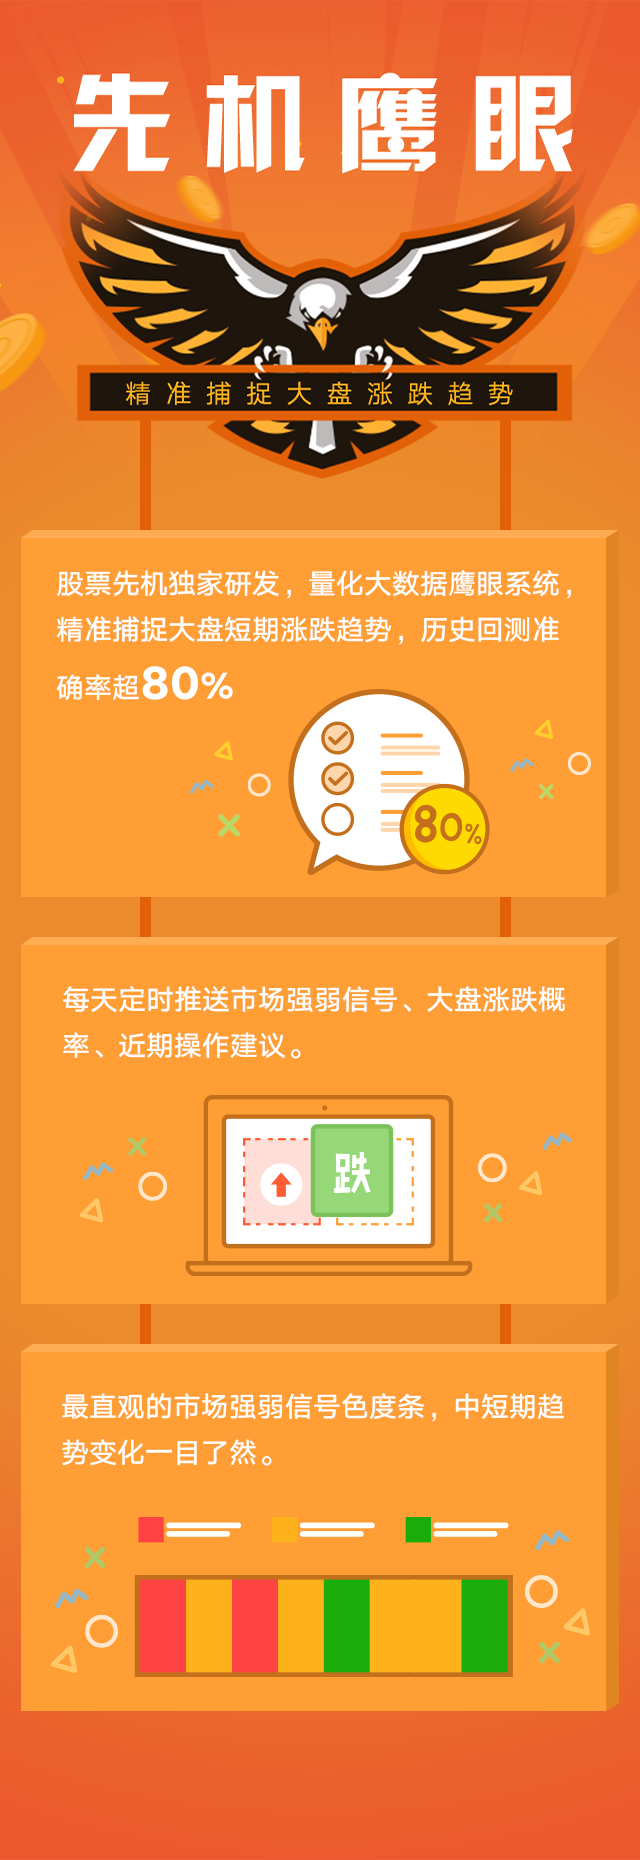 先机鹰眼
精准捕捉大盘涨跌趋势
股票先机独家研发，量化大数据鹰眼系统，
精准捕捉大盘短期涨跌趋势，历史回测准
确率超80%
80%
每天定时推送市场强弱信号、大盘涨跌概
率、近期操作建议。
跌
最直观的市场强弱信号色度条，中短期趋
势变化一目了然。